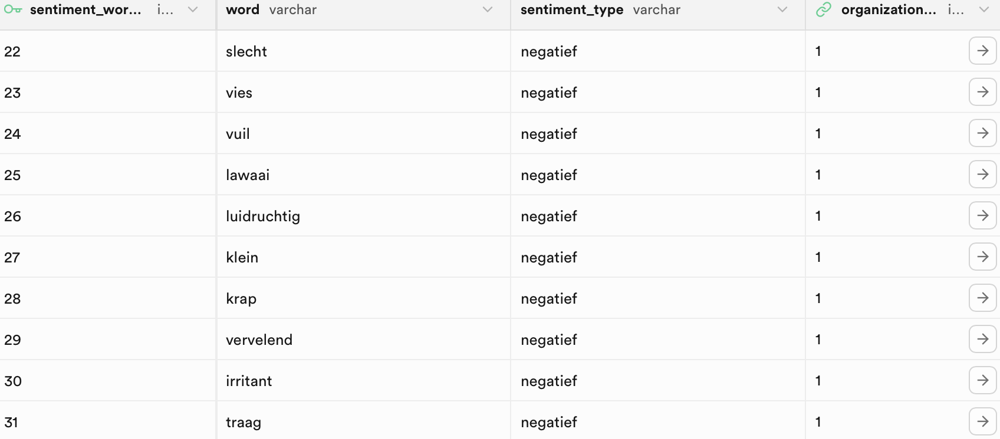 sentiment_wor... i... word varchar sentiment_type varchar organization... i...
22 slecht negatief 1
23 vies negatief 1
24 vuil negatief 1
25 lawaai negatief 1
26 luidruchtig negatief 1
27 klein negatief 1
28 krap negatief 1
29 vervelend negatief 1
30 irritant negatief 1
31 traag negatief 1